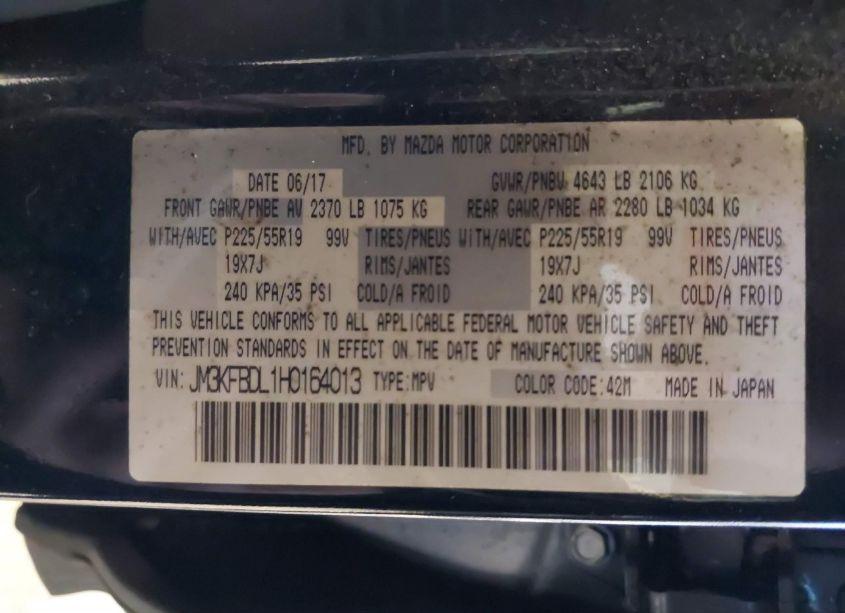 MFD. BY MAZDA MOTOR CORPORATION
DATE 06/17 GVWR/PNBV 4643 LB 2106 KG
FRONT GAWR/PNBE AV 2370 LB 1075 KG REAR GAWR/PNBE AR 2280 LB 1034 KG
WITH/AVEC P225/55R19 99V TIRES/PNEUS WITH/AVEC P225/55R19 99V TIRES/PNEUS
19X7J RIMS/JANTES 19X7J RIMS/JANTES
240 KPA/35 PSI COLD/A FROID 240 KPA/35 PSI COLD/A FROID
THIS VEHICLE CONFORMS TO ALL APPLICABLE FEDERAL MOTOR VEHICLE SAFETY AND THEFT
PREVENTION STANDARDS IN EFFECT ON THE DATE OF MANUFACTURE SHOWN ABOVE.
VIN: JM3KFBDL1H0164013 TYPE:MPV COLOR CODE:42M MADE IN JAPAN